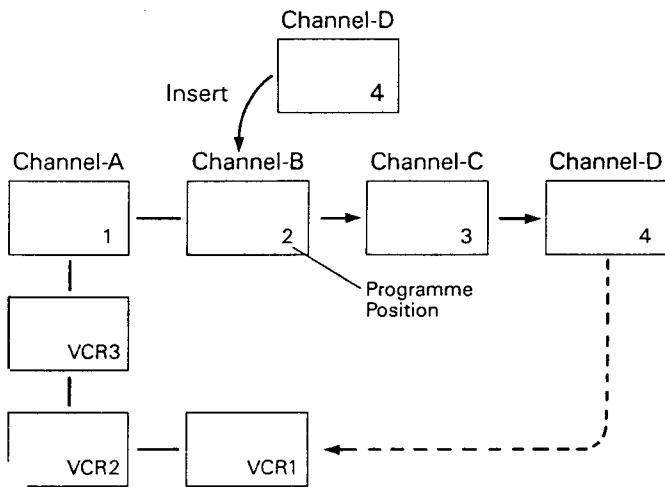 Channel-D
4
Insert
Channel-A
Channel-B
Channel-C
Channel-D
1
2
3
4
Programme
Position
VCR3
VCR2
VCR1